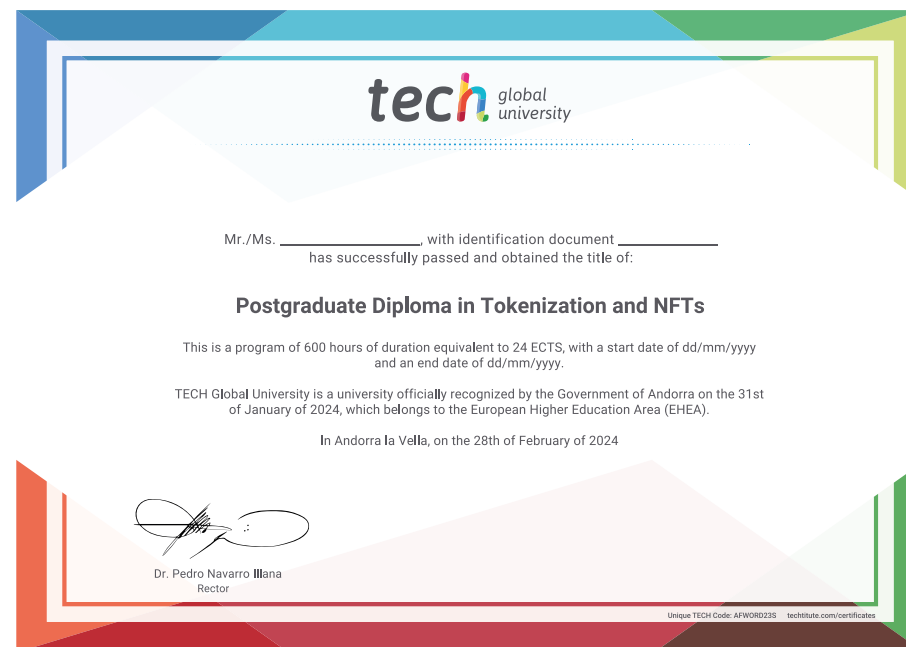 tech global university
Mr./Ms. ____________________, with identification document ______________
has successfully passed and obtained the title of:
Postgraduate Diploma in Tokenization and NFTs
This is a program of 600 hours of duration equivalent to 24 ECTS, with a start date of dd/mm/yyyy
and an end date of dd/mm/yyyy.
TECH Global University is a university officially recognized by the Government of Andorra on the 31st
of January of 2024, which belongs to the European Higher Education Area (EHEA).
In Andorra la Vella, on the 28th of February of 2024
Dr. Pedro Navarro Illana
Rector
Unique TECH Code: AFWORD23S techtitute.com/certificates